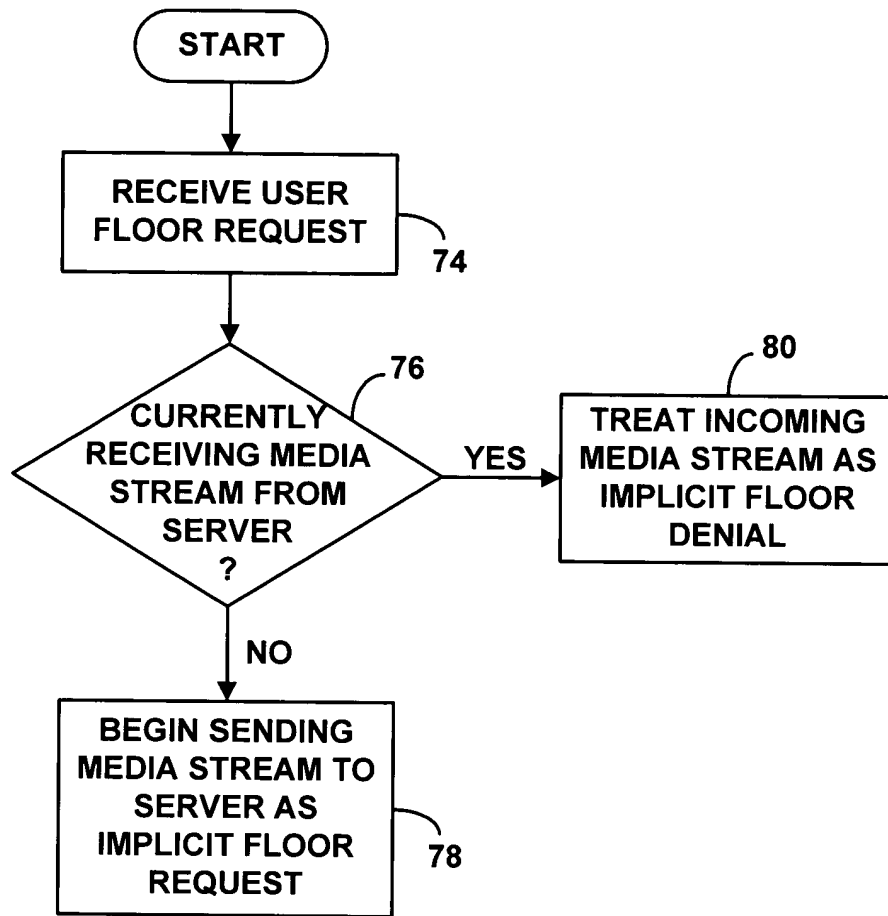 START
RECEIVE USER
FLOOR REQUEST
74
76
CURRENTLY
RECEIVING MEDIA
STREAM FROM
SERVER
?
YES
80
TREAT INCOMING
MEDIA STREAM AS
IMPLICIT FLOOR
DENIAL
NO
BEGIN SENDING
MEDIA STREAM TO
SERVER AS
IMPLICIT FLOOR
REQUEST
78